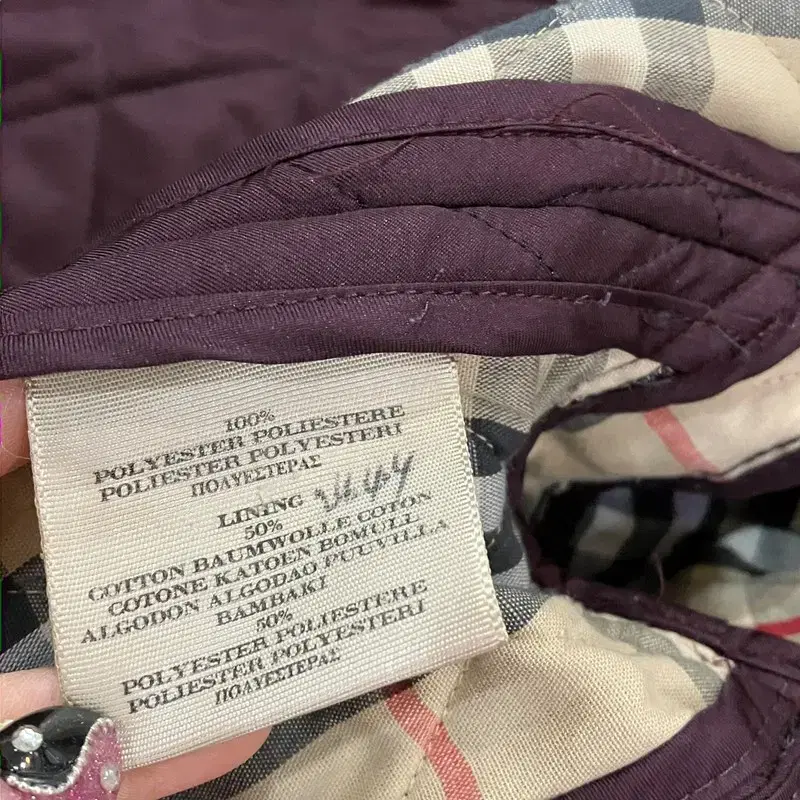 100%
POLYESTER POLIESTERE
POLIESTER POLYESTERI
ΠΟΛΥΕΣΤΕΡΑΣ
LINING
50%
COTTON BAUMWOLLE COTON
COTONE KATOEN BOMULL
ALGODON ALGODAO PUUVILLA
BAMBAKI
50%
POLYESTER POLIESTERE
POLIESTER POLYESTERI
ΠΟΛΥΕΣΤΕΡΑΣ